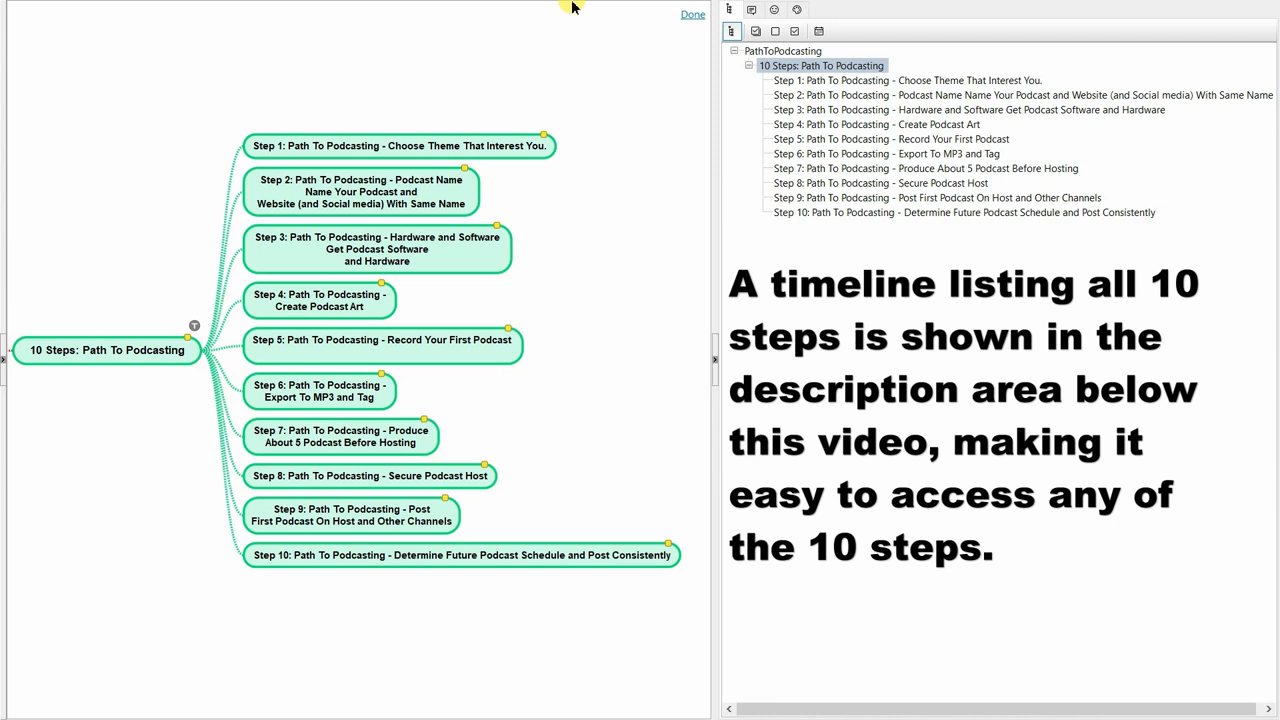 Done
10 Steps: Path To Podcasting
T
Step 1: Path To Podcasting - Choose Theme That Interest You.
Step 2: Path To Podcasting - Podcast Name
Name Your Podcast and
Website (and Social media) With Same Name
Step 3: Path To Podcasting - Hardware and Software
Get Podcast Software
and Hardware
Step 4: Path To Podcasting -
Create Podcast Art
Step 5: Path To Podcasting - Record Your First Podcast
Step 6: Path To Podcasting -
Export To MP3 and Tag
Step 7: Path To Podcasting - Produce
About 5 Podcast Before Hosting
Step 8: Path To Podcasting - Secure Podcast Host
Step 9: Path To Podcasting - Post
First Podcast On Host and Other Channels
Step 10: Path To Podcasting - Determine Future Podcast Schedule and Post Consistently
PathToPodcasting
10 Steps: Path To Podcasting
Step 1: Path To Podcasting - Choose Theme That Interest You.
Step 2: Path To Podcasting - Podcast Name Name Your Podcast and Website (and Social media) With Same Name
Step 3: Path To Podcasting - Hardware and Software Get Podcast Software and Hardware
Step 4: Path To Podcasting - Create Podcast Art
Step 5: Path To Podcasting - Record Your First Podcast
Step 6: Path To Podcasting - Export To MP3 and Tag
Step 7: Path To Podcasting - Produce About 5 Podcast Before Hosting
Step 8: Path To Podcasting - Secure Podcast Host
Step 9: Path To Podcasting - Post First Podcast On Host and Other Channels
Step 10: Path To Podcasting - Determine Future Podcast Schedule and Post Consistently
A timeline listing all 10
steps is shown in the
description area below
this video, making it
easy to access any of
the 10 steps.